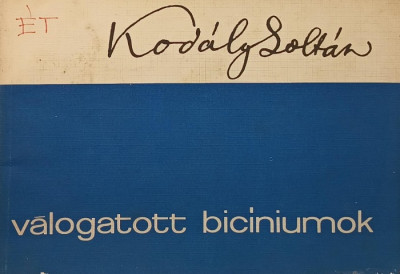 ÉT
Kodály Zoltán
válogatott biciniumok